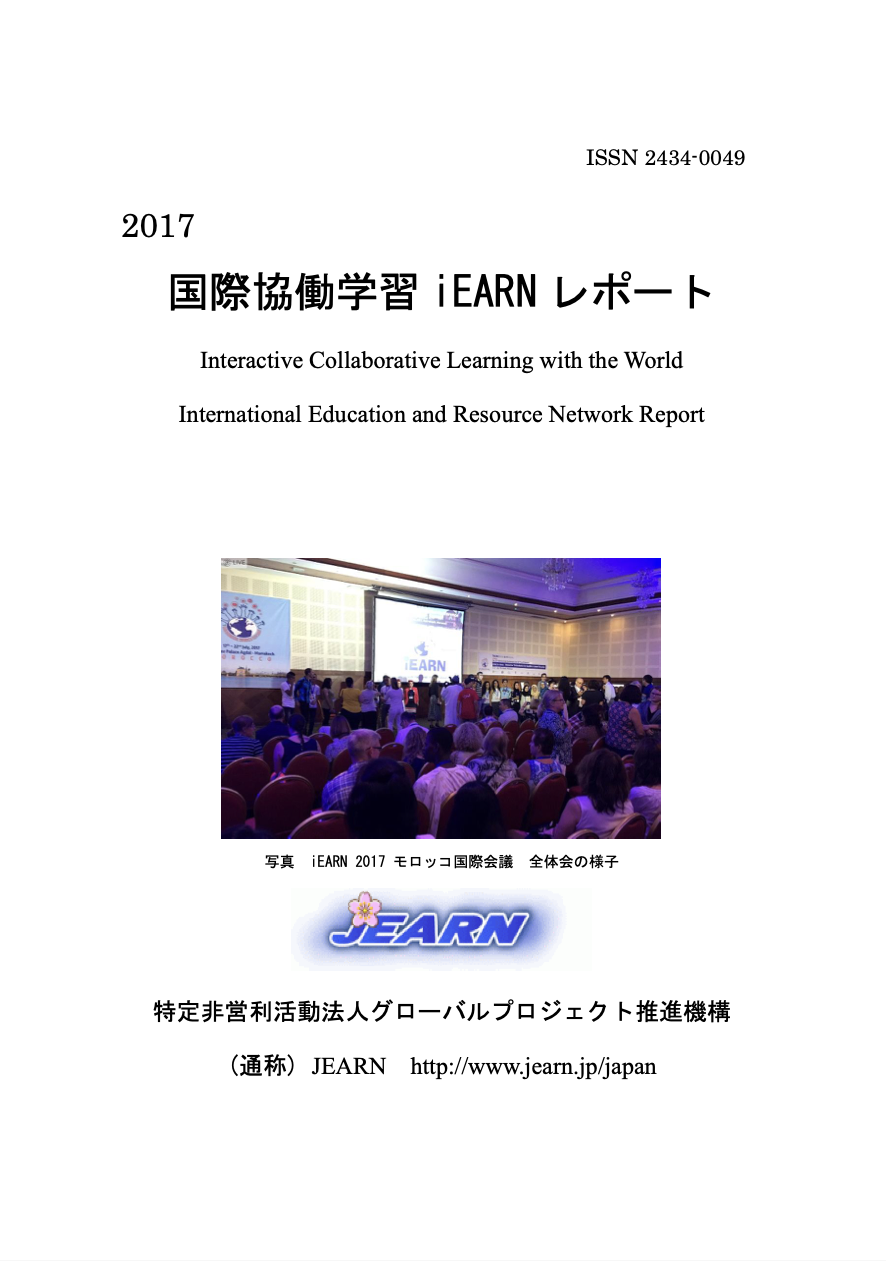 ISSN 2434-0049
2017
国際協働学習 iEARN レポート
Interactive Collaborative Learning with the World
International Education and Resource Network Report
LIVE
iEARN
写真　iEARN 2017 モロッコ国際会議　全体会の様子
JEARN
特定非営利活動法人グローバルプロジェクト推進機構
（通称）JEARN　http://www.jearn.jp/japan